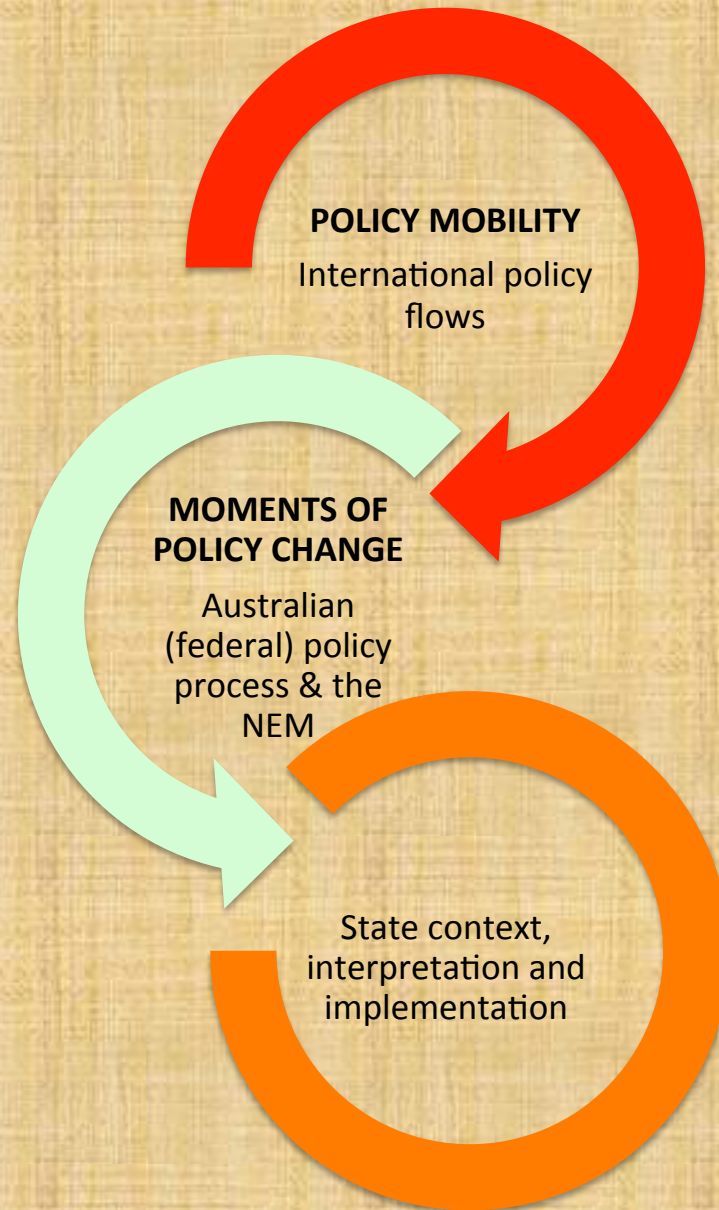 POLICY MOBILITY
International policy
flows
MOMENTS OF
POLICY CHANGE
Australian
(federal) policy
process & the
NEM
State context,
interpretation and
implementation